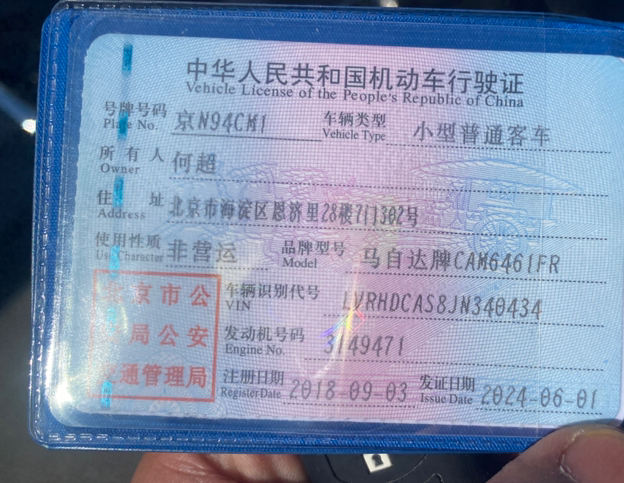 中华人民共和国机动车行驶证
Vehicle License of the People's Republic of China
号牌号码 京N94CM1 车辆类型 小型普通客车
Plate No. Vehicle Type
所有人 何超
Owner
住址 北京市海淀区恩济里28楼2门302号
Address
使用性质 非营运 品牌型号 马自达牌CAM6461FR
Use Character Model
车辆识别代号 LVRHDCAS8JN340434
VIN
发动机号码 3149471
Engine No.
注册日期 2018-09-03 发证日期 2024-06-01
Register Date Issue Date
北京市公
安局公安
交通管理局